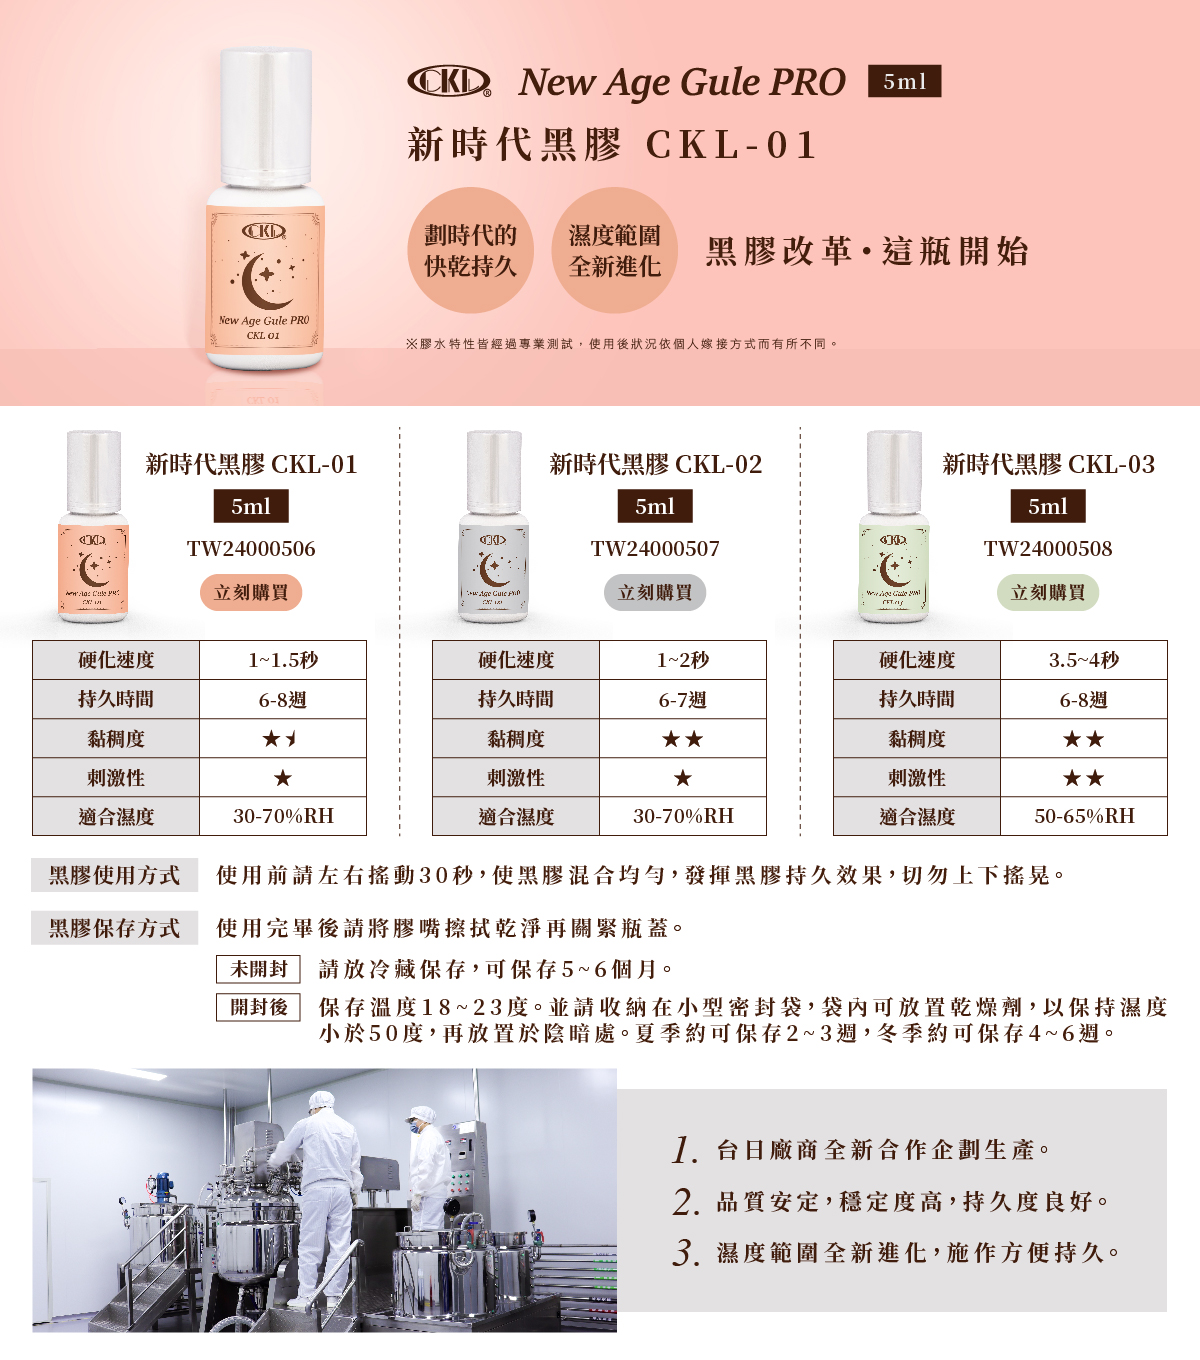 CKL® New Age Gule PRO 5ml
新時代黑膠 CKL-01
劃時代的
快乾持久
濕度範圍
全新進化
黑膠改革・這瓶開始
※膠水特性皆經過專業測試，使用後狀況依個人嫁接方式而有所不同。
CKL
New Age Gule PRO
CKL 01
新時代黑膠 CKL-01
5ml
TW24000506
立刻購買
CKL
New Age Gule PRO
CKL 01
硬化速度 1~1.5秒
持久時間 6-8週
黏稠度 ★
刺激性 ★
適合濕度 30-70%RH
新時代黑膠 CKL-02
5ml
TW24000507
立刻購買
CKL
New Age Gule PRO
硬化速度 1~2秒
持久時間 6-7週
黏稠度 ★★
刺激性 ★
適合濕度 30-70%RH
新時代黑膠 CKL-03
5ml
TW24000508
立刻購買
CKL
New Age Gule PRO
CKL 03
硬化速度 3.5~4秒
持久時間 6-8週
黏稠度 ★★
刺激性 ★★
適合濕度 50-65%RH
黑膠使用方式 使用前請左右搖動30秒，使黑膠混合均勻，發揮黑膠持久效果，切勿上下搖晃。
黑膠保存方式 使用完畢後請將膠嘴擦拭乾淨再關緊瓶蓋。
未開封 請放冷藏保存，可保存5~6個月。
開封後 保存溫度18~23度。並請收納在小型密封袋，袋內可放置乾燥劑，以保持濕度
小於50度，再放置於陰暗處。夏季約可保存2~3週，冬季約可保存4~6週。
1. 台日廠商全新合作企劃生產。
2. 品質安定，穩定度高，持久度良好。
3. 濕度範圍全新進化，施作方便持久。